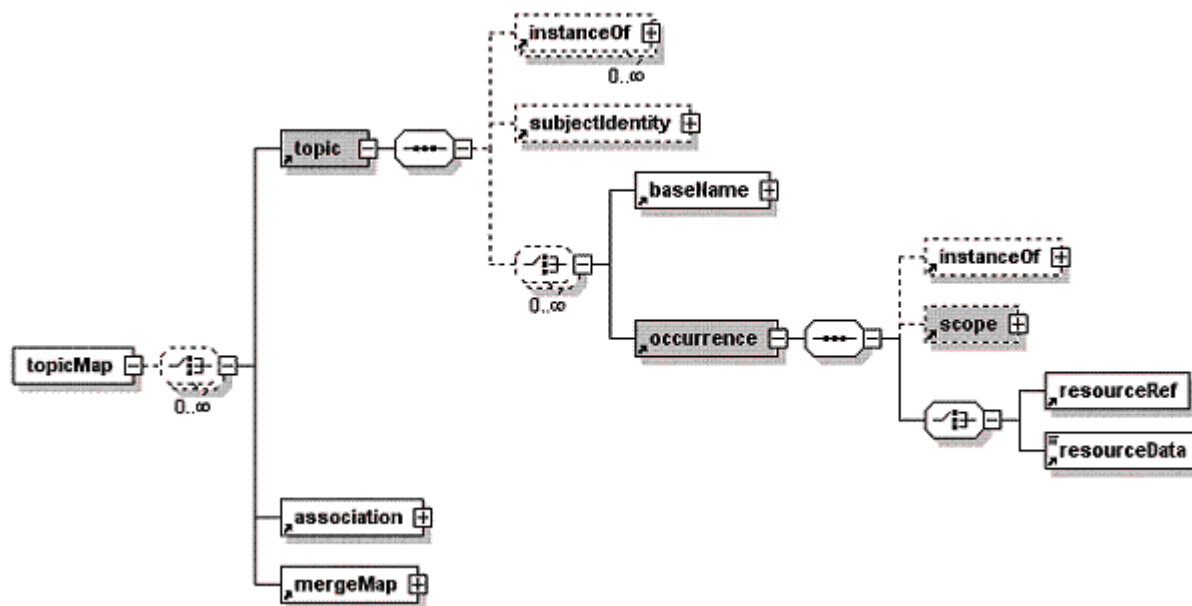 instanceOf
0..∞
subjectIdentity
topic
baseName
0..∞
instanceOf
scope
occurrence
topicMap
0..∞
resourceRef
resourceData
association
mergeMap